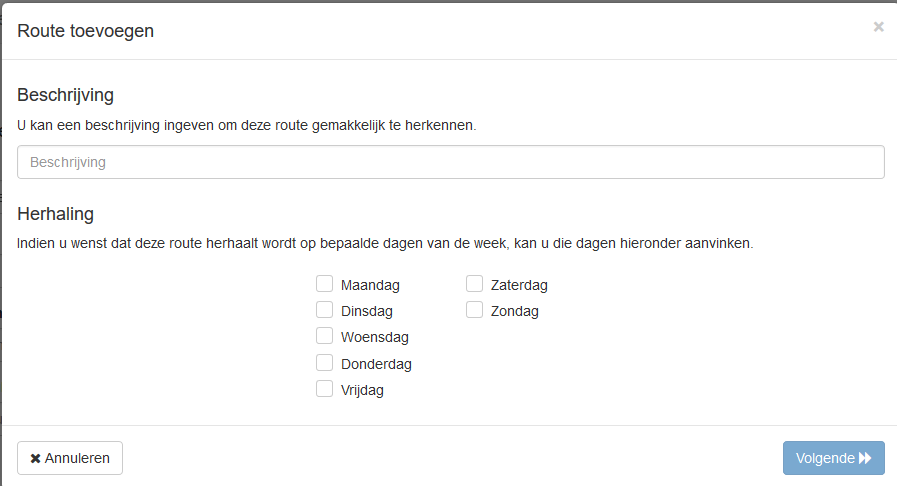 Route toevoegen
Beschrijving
U kan een beschrijving ingeven om deze route gemakkelijk te herkennen.
Beschrijving
Herhaling
Indien u wenst dat deze route herhaalt wordt op bepaalde dagen van de week, kan u die dagen hieronder aanvinken.
Maandag
Dinsdag
Woensdag
Donderdag
Vrijdag
Zaterdag
Zondag
Annuleren
Volgende